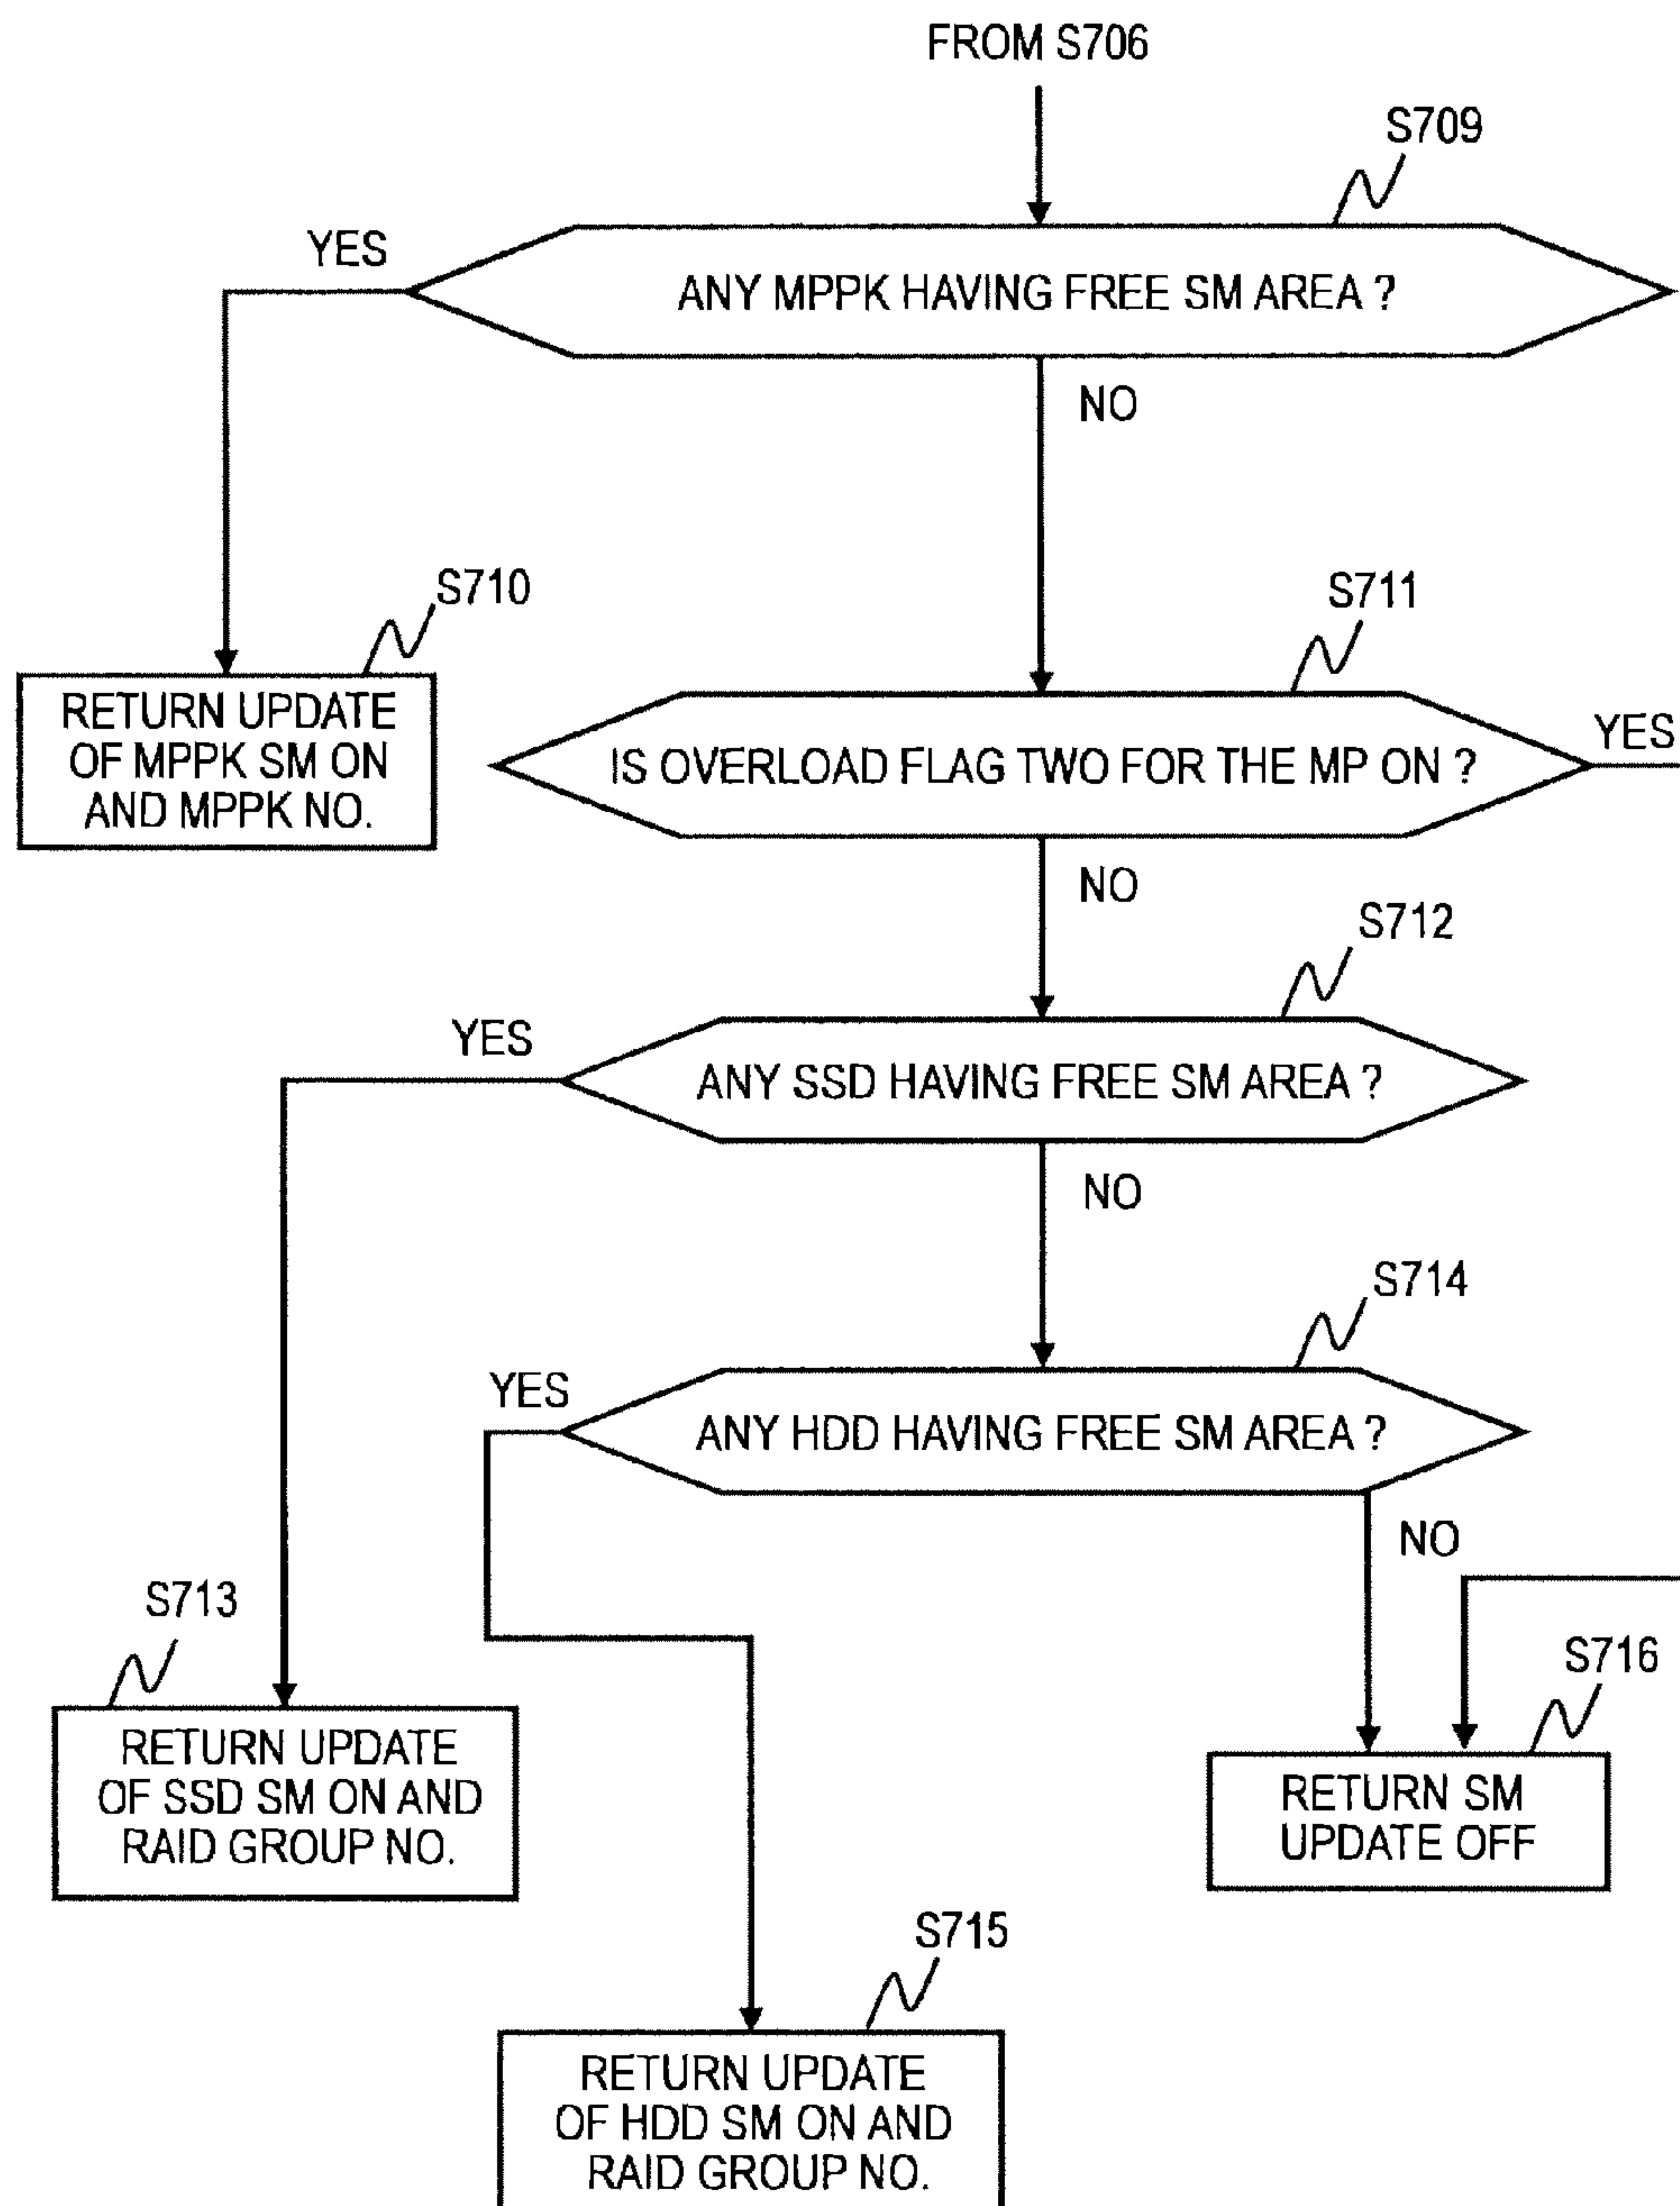 FROM S706
S709
YES
ANY MPPK HAVING FREE SM AREA ?
NO
S710
S711
RETURN UPDATE
OF MPPK SM ON
AND MPPK NO.
IS OVERLOAD FLAG TWO FOR THE MP ON ?
YES
NO
S712
YES
ANY SSD HAVING FREE SM AREA ?
NO
S714
YES
ANY HDD HAVING FREE SM AREA ?
NO
S713
S716
RETURN UPDATE
OF SSD SM ON AND
RAID GROUP NO.
RETURN SM
UPDATE OFF
S715
RETURN UPDATE
OF HDD SM ON AND
RAID GROUP NO.